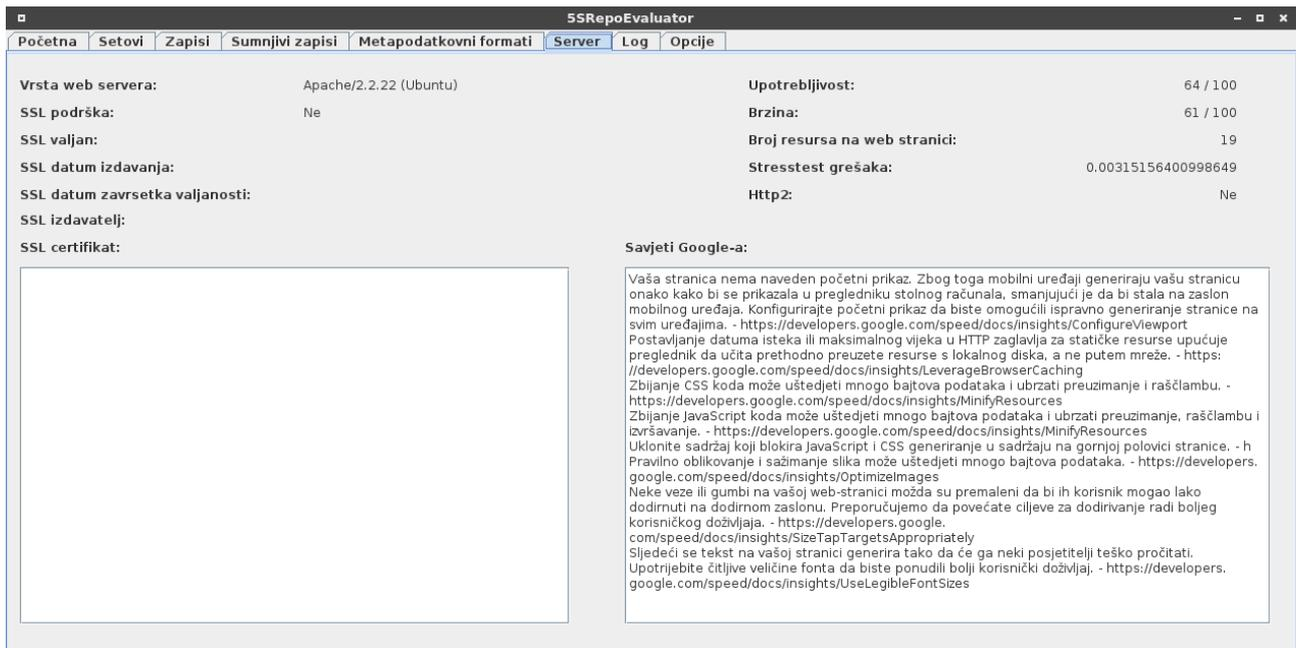 5SRepoEvaluator
Početna Setovi Zapisi Sumnjivi zapisi Metapodatkovni formati Server Log Opcije
Vrsta web servera: Apache/2.2.22 (Ubuntu)
SSL podrška: Ne
SSL valjan:
SSL datum izdavanja:
SSL datum zavrsetka valjanosti:
SSL izdavatelj:
SSL certifikat:
Upotrebljivost: 64 / 100
Brzina: 61 / 100
Broj resursa na web stranici: 19
Stresstest grešaka: 0.00315156400998649
Http2: Ne
Savjeti Google-a:
Vaša stranica nema naveden početni prikaz. Zbog toga mobilni uređaji generiraju vašu stranicu
onako kako bi se prikazala u pregledniku stolnog računala, smanjujući je da bi stala na zaslon
mobilnog uređaja. Konfigurirajte početni prikaz da biste omogućili ispravno generiranje stranice na
svim uređajima. - https://developers.google.com/speed/docs/insights/ConfigureViewport
Postavljanje datuma isteka ili maksimalnog vijeka u HTTP zaglavlja za statičke resurse upućuje
preglednik da učita prethodno preuzete resurse s lokalnog diska, a ne putem mreže. - https:
//developers.google.com/speed/docs/insights/LeverageBrowserCaching
Zbijanje CSS koda može uštedjeti mnogo bajtova podataka i ubrzati preuzimanje i raščlambu. -
https://developers.google.com/speed/docs/insights/MinifyResources
Zbijanje JavaScript koda može uštedjeti mnogo bajtova podataka i ubrzati preuzimanje, raščlambu i
izvršavanje. - https://developers.google.com/speed/docs/insights/MinifyResources
Uklonite sadržaj koji blokira JavaScript i CSS generiranje u sadržaju na gornjoj polovici stranice. - h
Pravilno oblikovanje i sažimanje slika može uštedjeti mnogo bajtova podataka. - https://developers.
google.com/speed/docs/insights/OptimizeImages
Neke veze ili gumbi na vašoj web-stranici možda su premaleni da bi ih korisnik mogao lako
dodirnuti na dodirnom zaslonu. Preporučujemo da povećate ciljeve za dodirivanje radi boljeg
korisničkog doživljaja. - https://developers.google.
com/speed/docs/insights/SizeTapTargetsAppropriately
Sljedeći se tekst na vašoj stranici generira tako da će ga neki posjetitelji teško pročitati.
Upotrijebite čitljive veličine fonta da biste ponudili bolji korisnički doživljaj. - https://developers.
google.com/speed/docs/insights/UseLegibleFontSizes